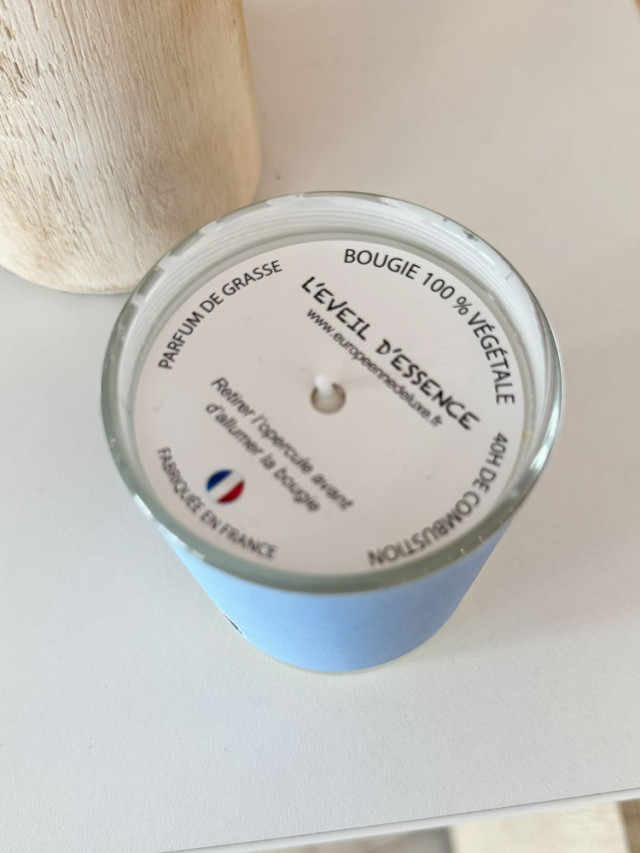 BOUGIE 100 % VÉGÉTALE
PARFUM DE GRASSE
L'EVEIL D'ESSENCE
www.europeennedeluxe.fr
Retirer l'opercule avant
d'allumer la bougie
FABRIQUÉE EN FRANCE
40H DE COMBUSTION